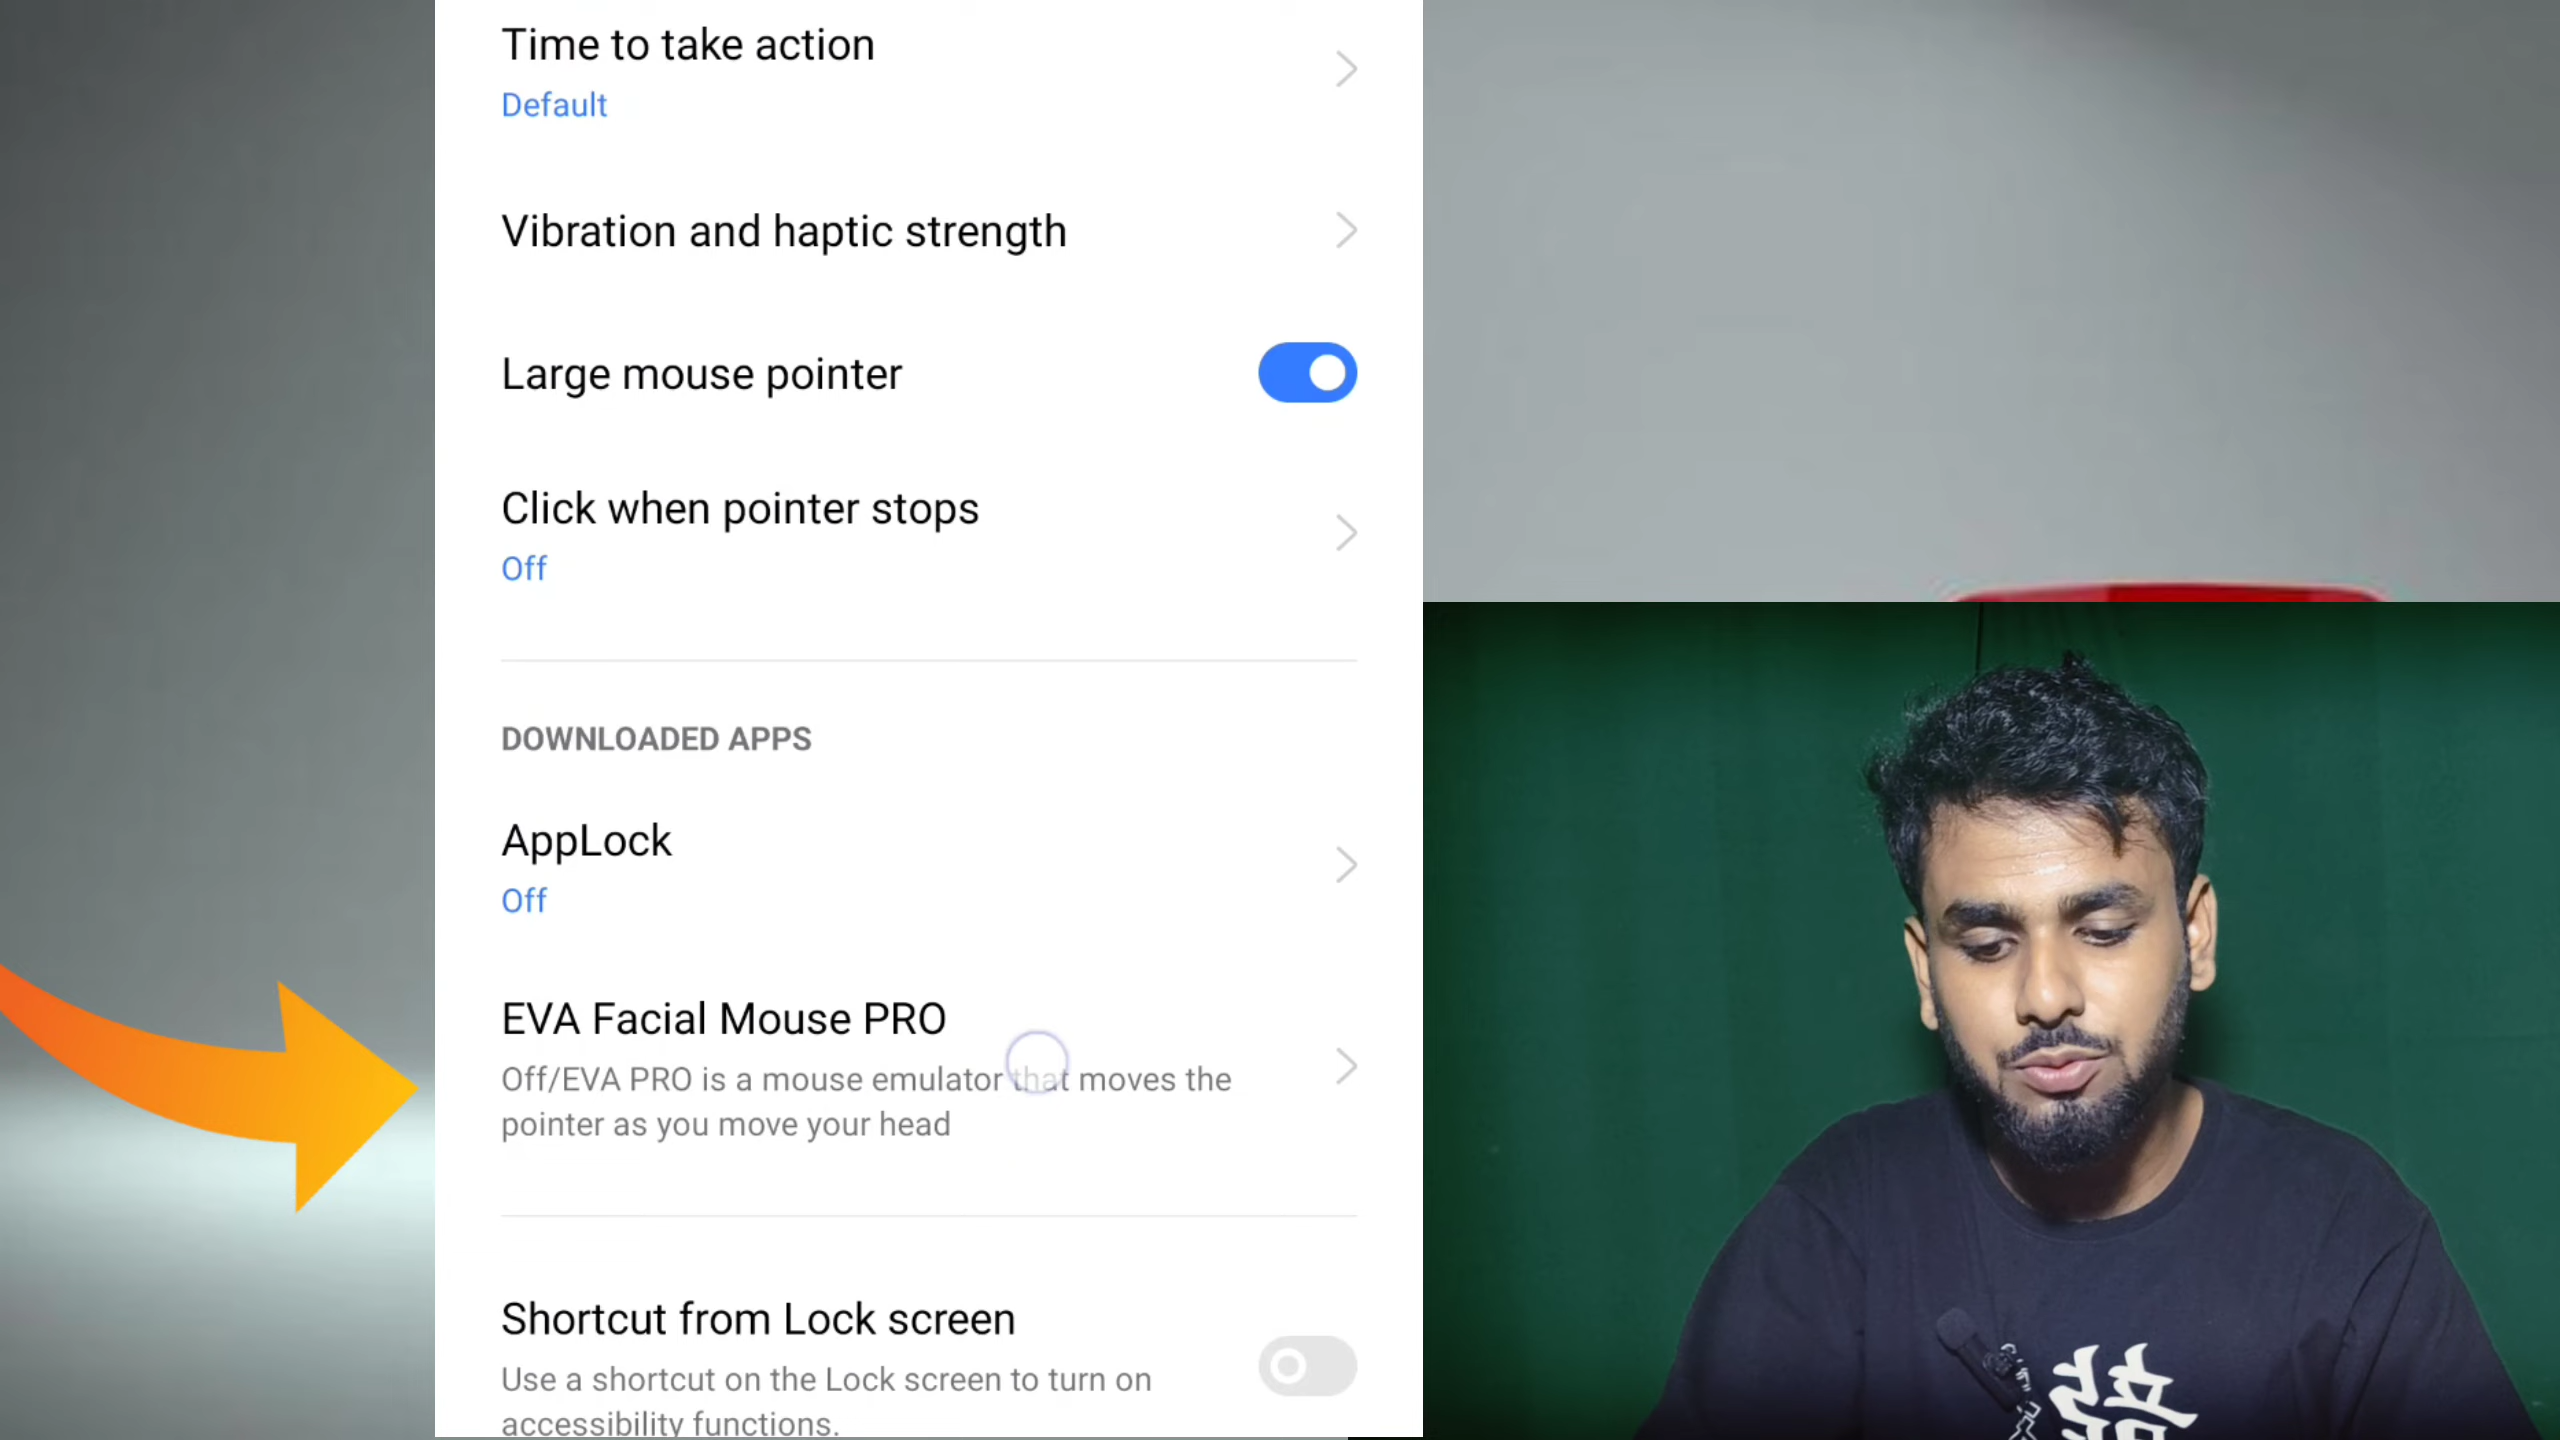 Time to take action
Default
Vibration and haptic strength
Large mouse pointer
Click when pointer stops
Off
DOWNLOADED APPS
AppLock
Off
EVA Facial Mouse PRO
Off/EVA PRO is a mouse emulator that moves the
pointer as you move your head
Shortcut from Lock screen
Use a shortcut on the Lock screen to turn on
accessibility functions.